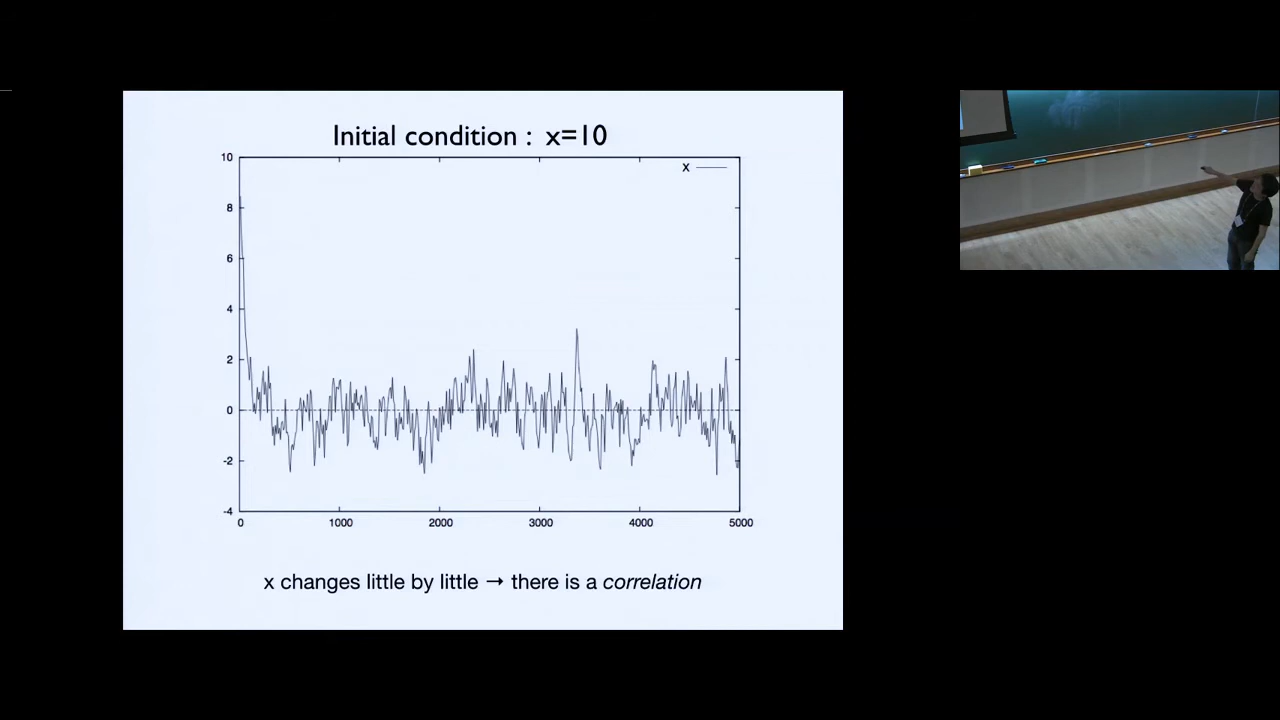 Initial condition : x=10
x
10
8
6
4
2
0
-2
-4
0 1000 2000 3000 4000 5000
x changes little by little → there is a correlation